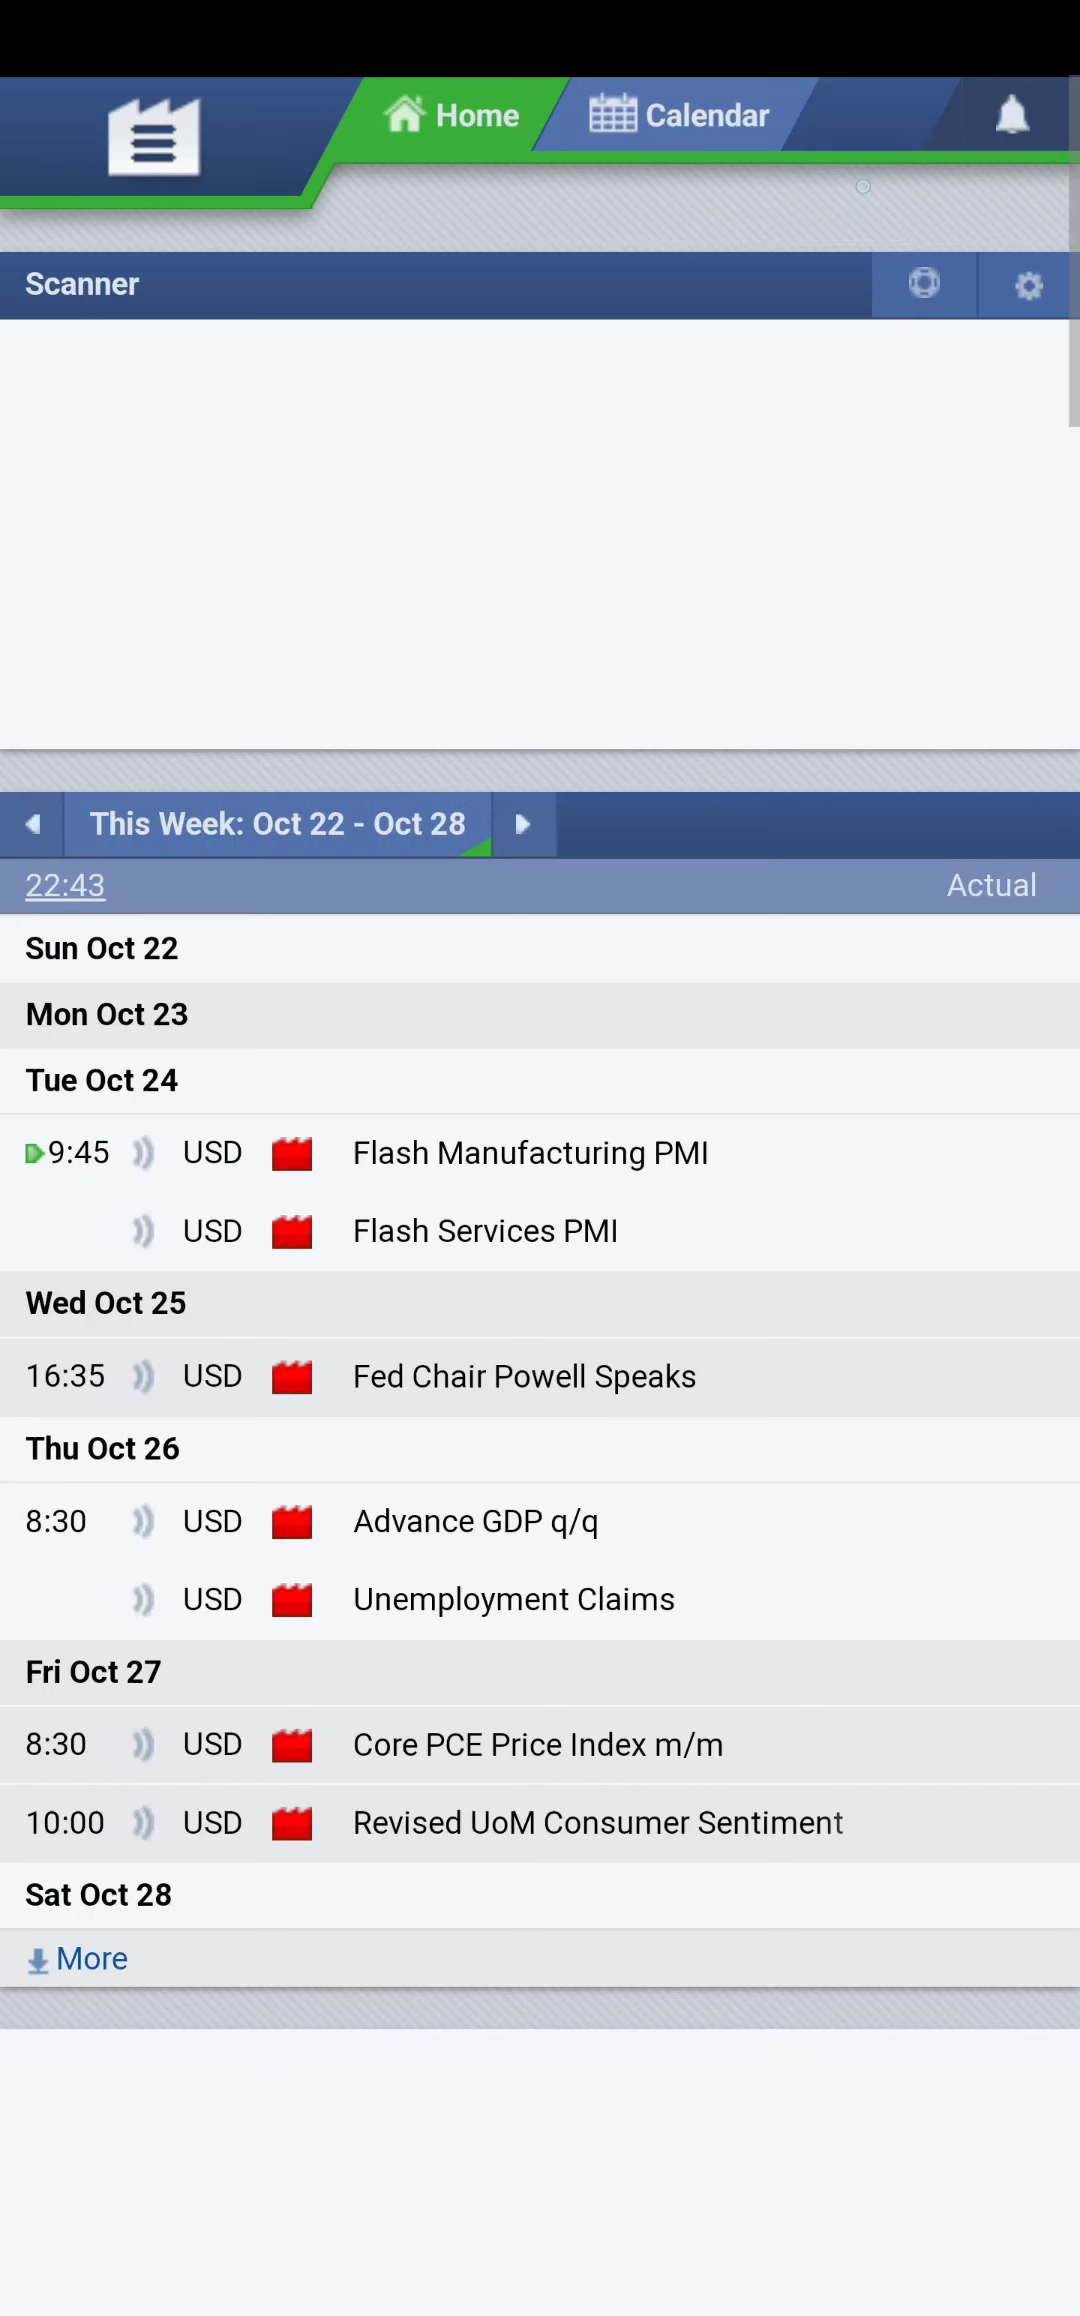 Home
Calendar
Scanner
This Week: Oct 22 - Oct 28
22:43 Actual
Sun Oct 22
Mon Oct 23
Tue Oct 24
9:45 USD Flash Manufacturing PMI
USD Flash Services PMI
Wed Oct 25
16:35 USD Fed Chair Powell Speaks
Thu Oct 26
8:30 USD Advance GDP q/q
USD Unemployment Claims
Fri Oct 27
8:30 USD Core PCE Price Index m/m
10:00 USD Revised UoM Consumer Sentiment
Sat Oct 28
More